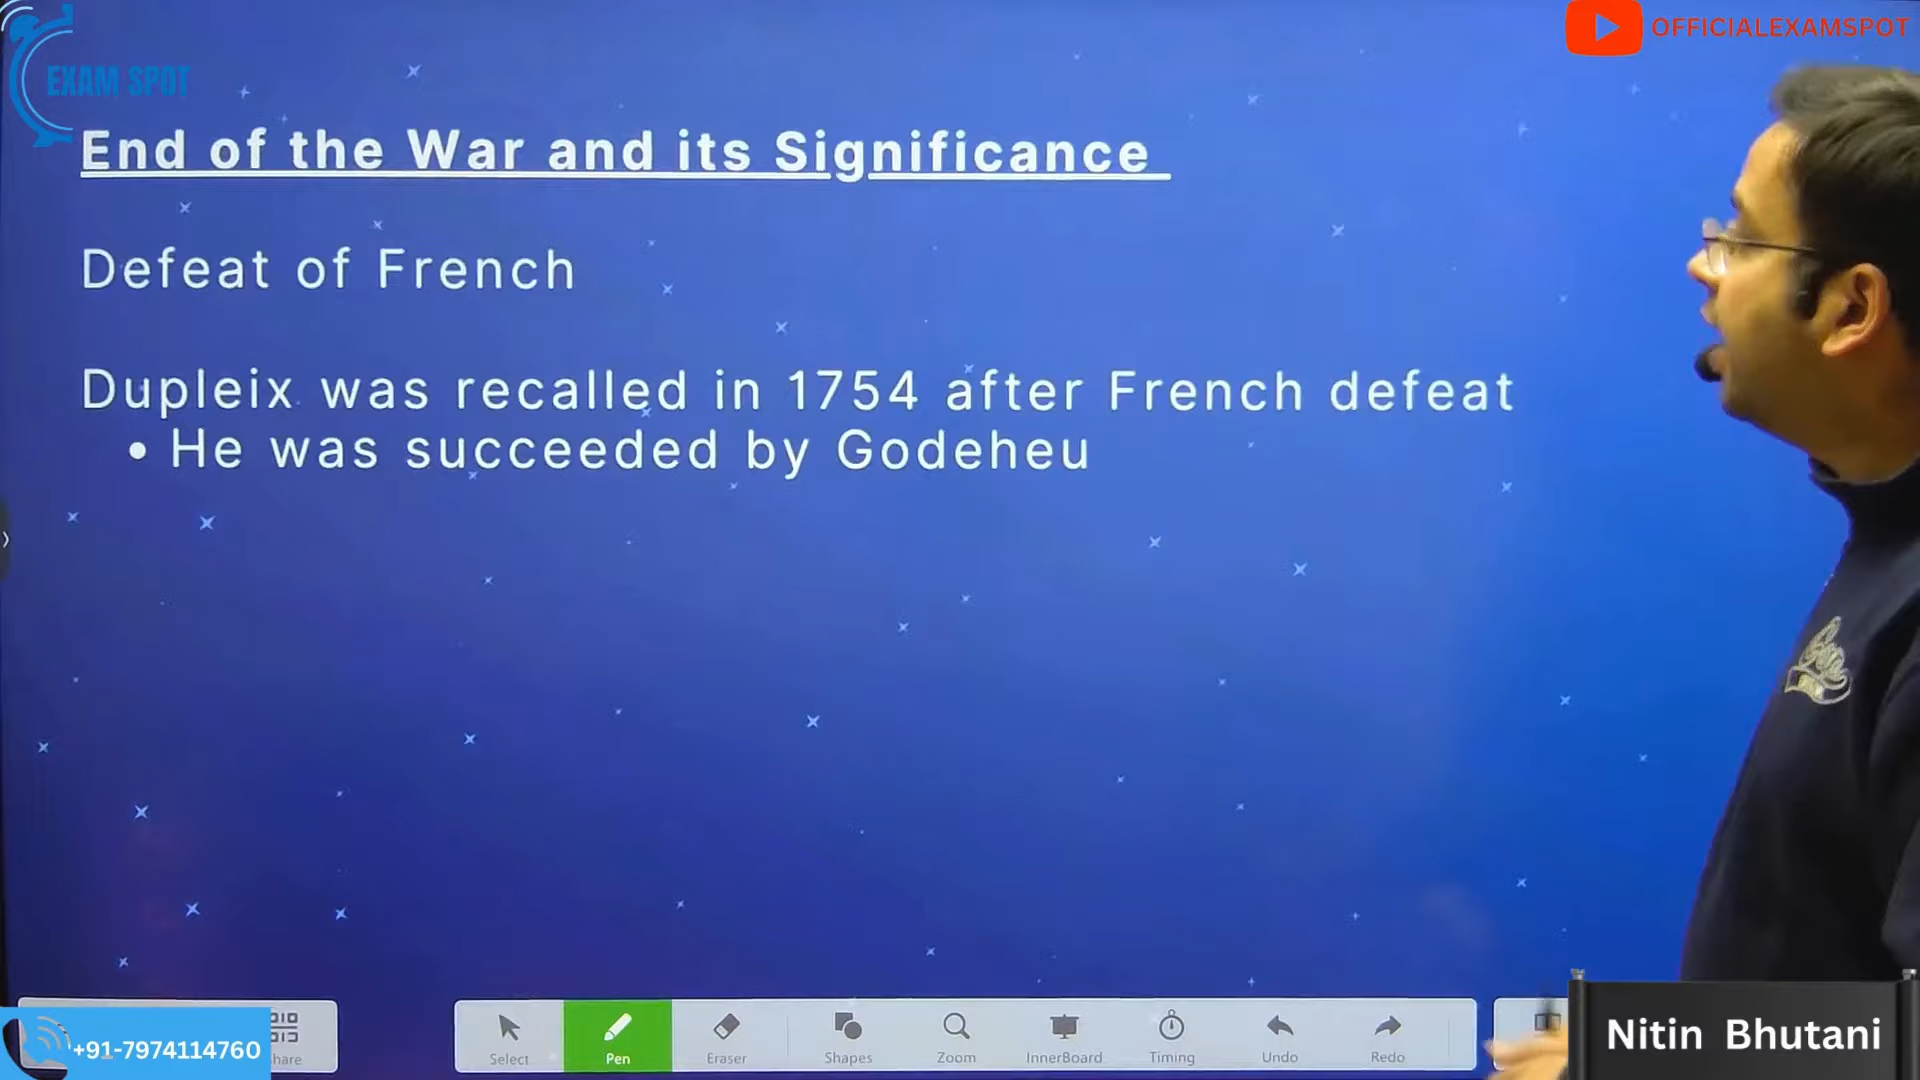 EXAM SPOT
OFFICIALEXAMSPOT
End of the War and its Significance
Defeat of French
Dupleix was recalled in 1754 after French defeat
• He was succeeded by Godeheu
+91-7974114760
hare
Select
Pen
Eraser
Shapes
Zoom
InnerBoard
Timing
Undo
Redo
Nitin Bhutani